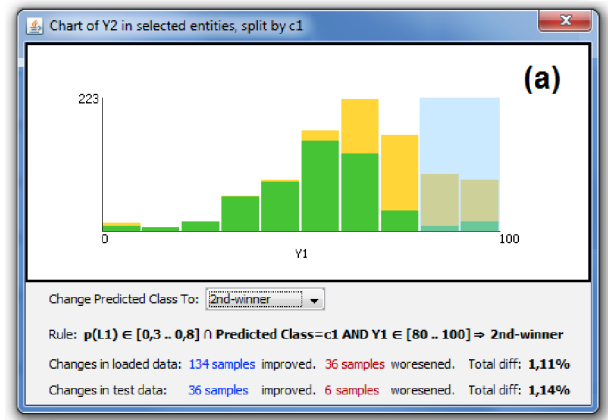 Chart of Y2 in selected entities, split by c1
(a)
223
0
100
Y1
Change Predicted Class To: 2nd-winner
Rule: p(L1) ∈ [0,3 .. 0,8] ∩ Predicted Class=c1 AND Y1 ∈ [80 .. 100] ⇒ 2nd-winner
Changes in loaded data: 134 samples improved. 36 samples woresened. Total diff: 1,11%
Changes in test data: 36 samples improved. 6 samples woresened. Total diff: 1,14%